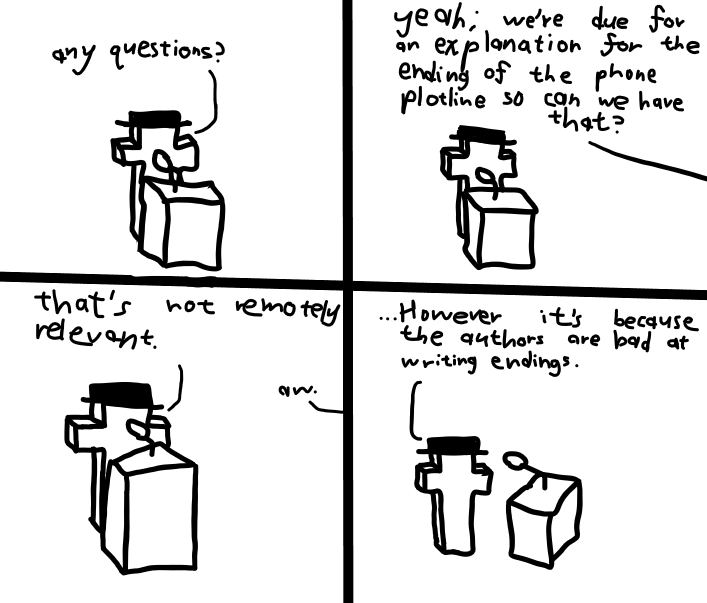 any questions?
yeah, we're due for
an explanation for the
ending of the phone
plotline so can we have
that?
that's not remotely
relevant.
aw.
...However it's because
the authors are bad at
writing endings.